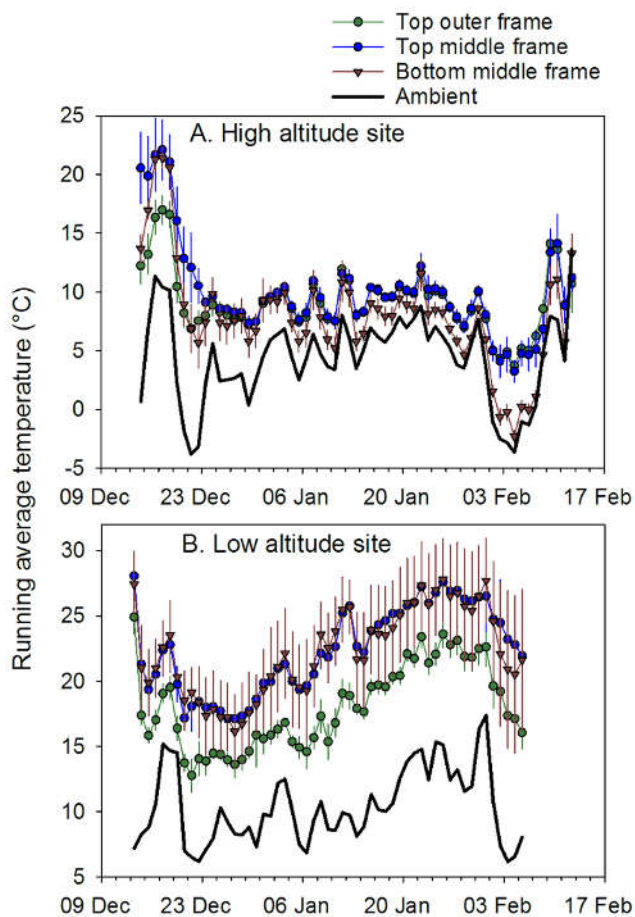 Top outer frame
Top middle frame
Bottom middle frame
Ambient
A. High altitude site
25
20
15
10
5
0
-5
09 Dec 23 Dec 06 Jan 20 Jan 03 Feb 17 Feb
Running average temperature (°C)
B. Low altitude site
30
25
20
15
10
5
09 Dec 23 Dec 06 Jan 20 Jan 03 Feb 17 Feb